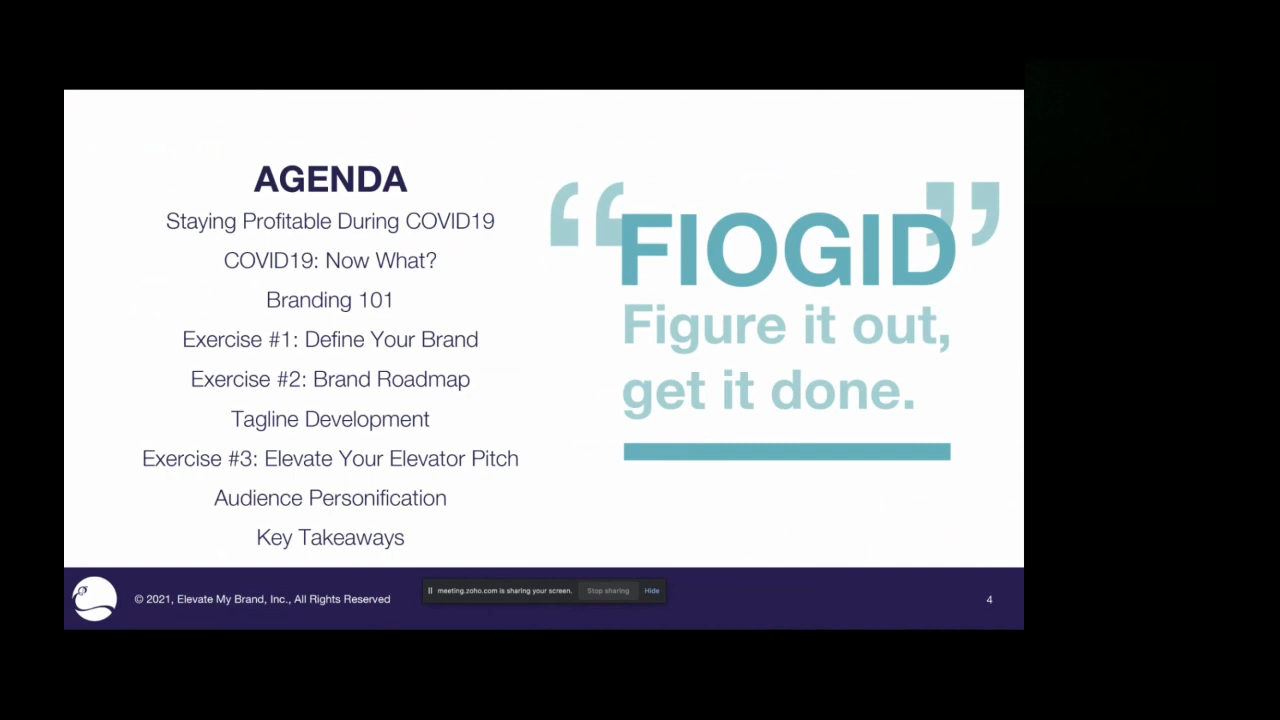 AGENDA
Staying Profitable During COVID19
COVID19: Now What?
Branding 101
Exercise #1: Define Your Brand
Exercise #2: Brand Roadmap
Tagline Development
Exercise #3: Elevate Your Elevator Pitch
Audience Personification
Key Takeaways
“FIOGID”
Figure it out,
get it done.
© 2021, Elevate My Brand, Inc., All Rights Reserved
meeting.zoho.com is sharing your screen. Stop sharing Hide
4